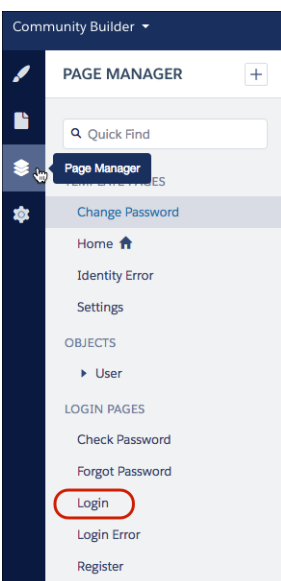 Community Builder
PAGE MANAGER
Quick Find
Page Manager
TEMPLATE PAGES
Change Password
Home
Identity Error
Settings
OBJECTS
User
LOGIN PAGES
Check Password
Forgot Password
Login
Login Error
Register